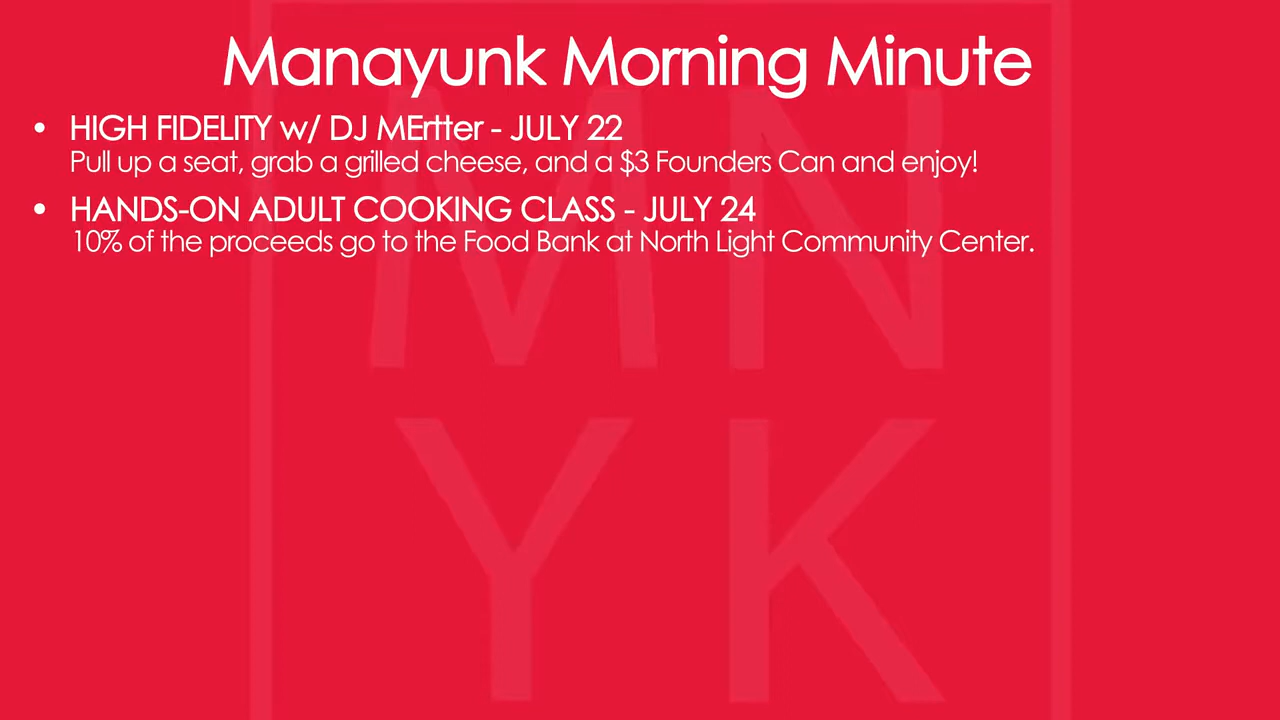 Manayunk Morning Minute
• HIGH FIDELITY w/ DJ MErtter - JULY 22
Pull up a seat, grab a grilled cheese, and a $3 Founders Can and enjoy!
• HANDS-ON ADULT COOKING CLASS - JULY 24
10% of the proceeds go to the Food Bank at North Light Community Center.
MN
YK